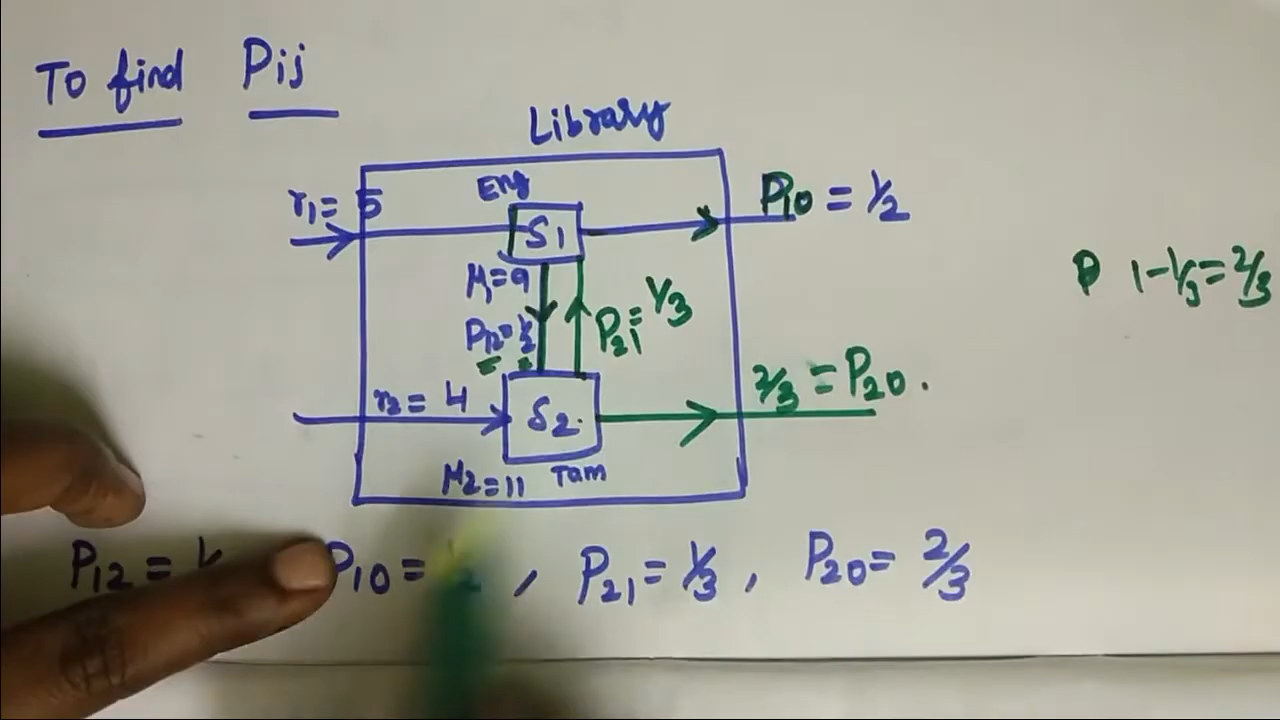 To find Pij
Library
Eng
r1 = 5
S1
P10 = 1/2
μ1 = 9
P12 = 1/2
P21 = 1/3
P 1 - 1/3 = 2/3
r2 = 4
S2.
2/3 = P20.
μ2 = 11
Tam
P12 = P10 = , P21 = 1/3, P20 = 2/3